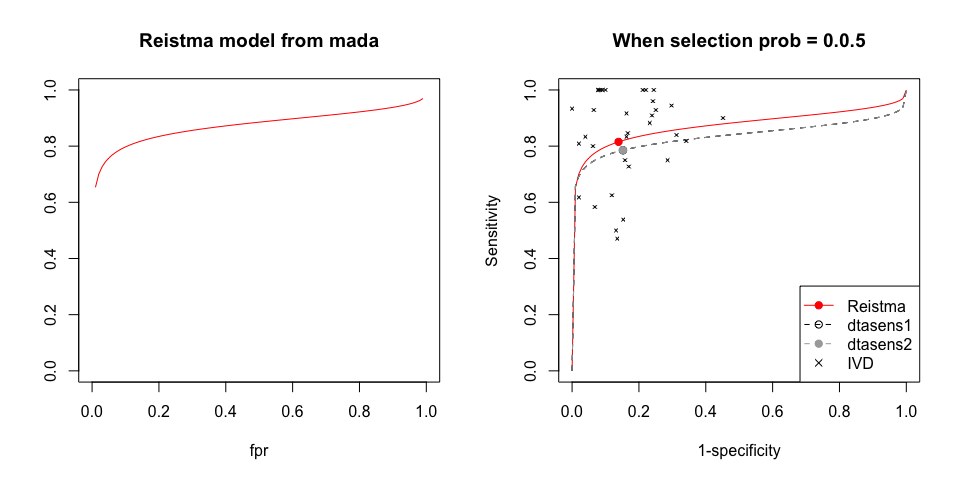 Reistma model from mada
1.0
0.8
0.6
0.4
0.2
0.0
0.0 0.2 0.4 0.6 0.8 1.0
fpr
When selection prob = 0.0.5
Sensitivity
1.0
0.8
0.6
0.4
0.2
0.0
Reistma
dtasens1
dtasens2
IVD
0.0 0.2 0.4 0.6 0.8 1.0
1-specificity